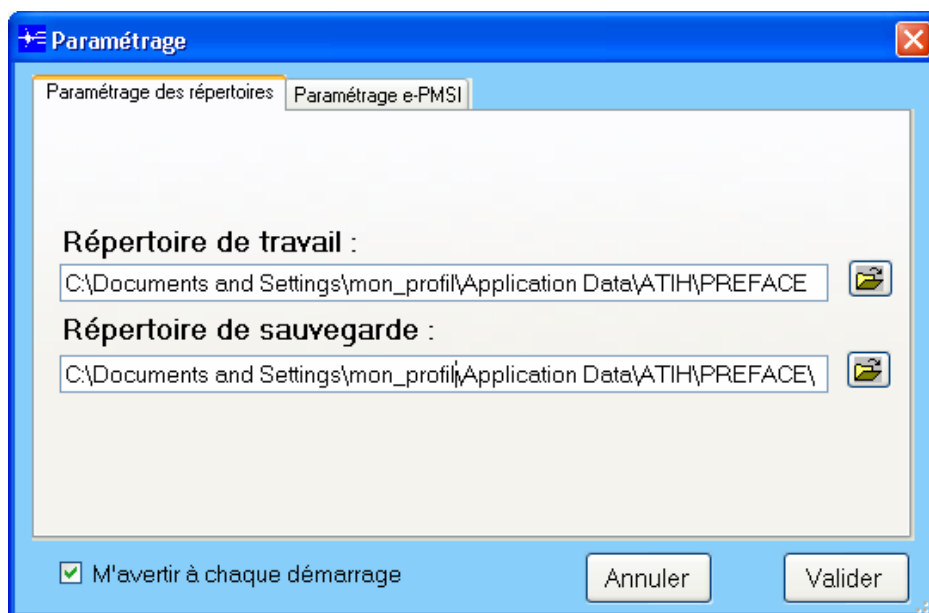 Paramétrage
Paramétrage des répertoires
Paramétrage e-PMSI
Répertoire de travail :
C:\Documents and Settings\mon_profil\Application Data\ATIH\PREFACE
Répertoire de sauvegarde :
C:\Documents and Settings\mon_profil\Application Data\ATIH\PREFACE\
M'avertir à chaque démarrage
Annuler
Valider